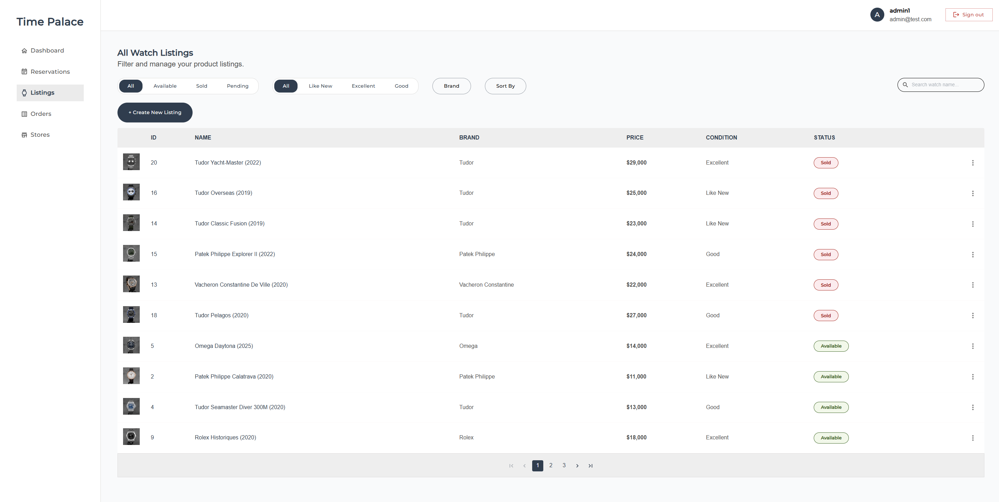 Time Palace
Dashboard
Reservations
Listings
Orders
Stores
A
admin1
admin@test.com
Sign out
All Watch Listings
Filter and manage your product listings.
All Available Sold Pending All Like New Excellent Good Brand Sort By Search watch name...
+ Create New Listing
ID NAME BRAND PRICE CONDITION STATUS
20 Tudor Yacht-Master (2022) Tudor $29,000 Excellent Sold
16 Tudor Overseas (2019) Tudor $25,000 Like New Sold
14 Tudor Classic Fusion (2019) Tudor $23,000 Like New Sold
15 Patek Philippe Explorer II (2022) Patek Philippe $24,000 Good Sold
13 Vacheron Constantine De Ville (2020) Vacheron Constantine $22,000 Excellent Sold
18 Tudor Pelagos (2020) Tudor $27,000 Good Sold
5 Omega Daytona (2025) Omega $14,000 Excellent Available
2 Patek Philippe Calatrava (2020) Patek Philippe $11,000 Like New Available
4 Tudor Seamaster Diver 300M (2020) Tudor $13,000 Good Available
9 Rolex Historiques (2020) Rolex $18,000 Excellent Available
1 2 3